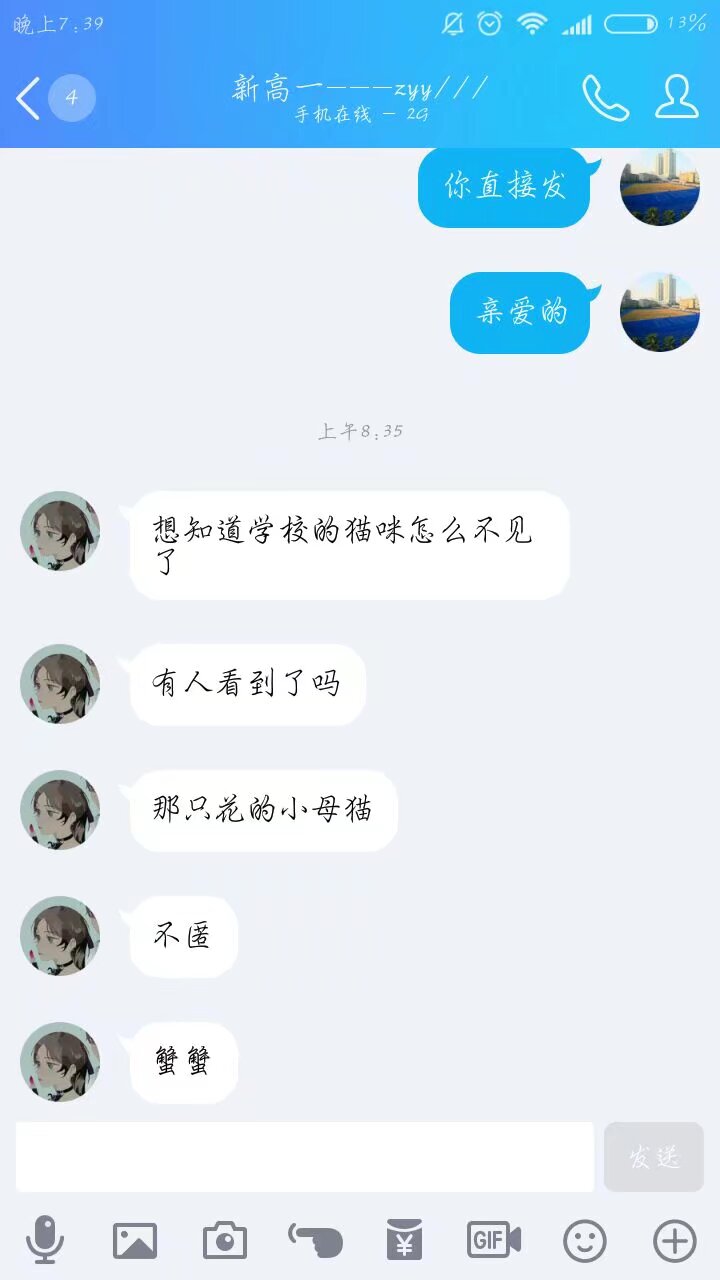 晚上7:39
13%
4
新高一———zyy///
手机在线 - 2G
你直接发
亲爱的
上午8:35
想知道学校的猫咪怎么不见
了
有人看到了吗
那只花的小母猫
不匿
蟹蟹
发送
¥
GIF